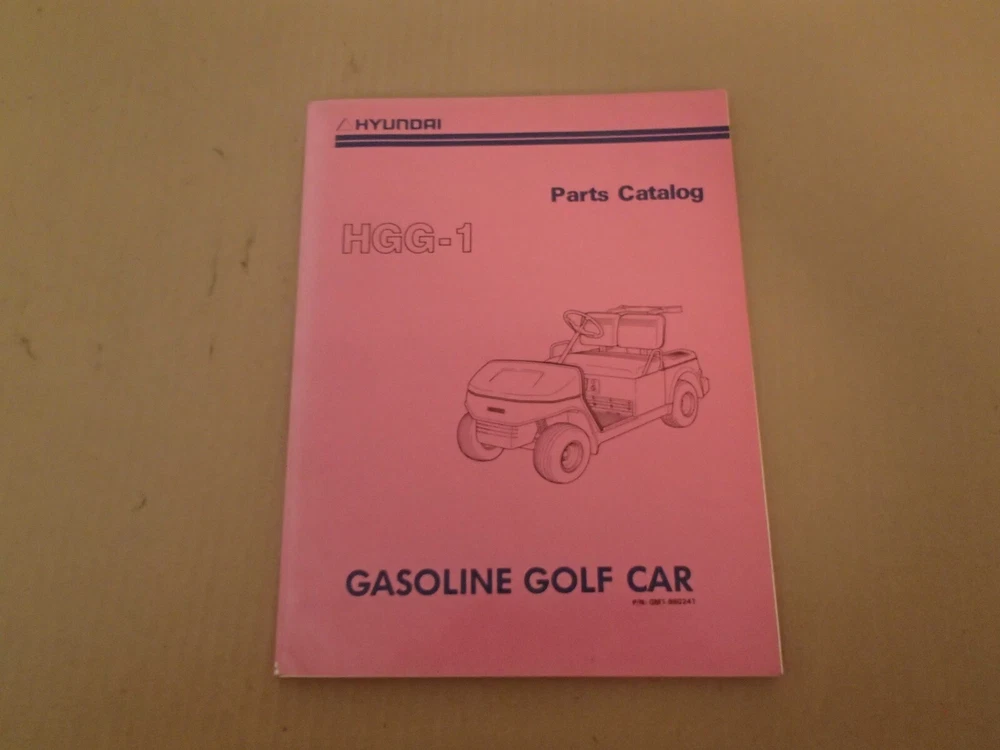 HYUNDAI
Parts Catalog
HGG-1
GASOLINE GOLF CAR